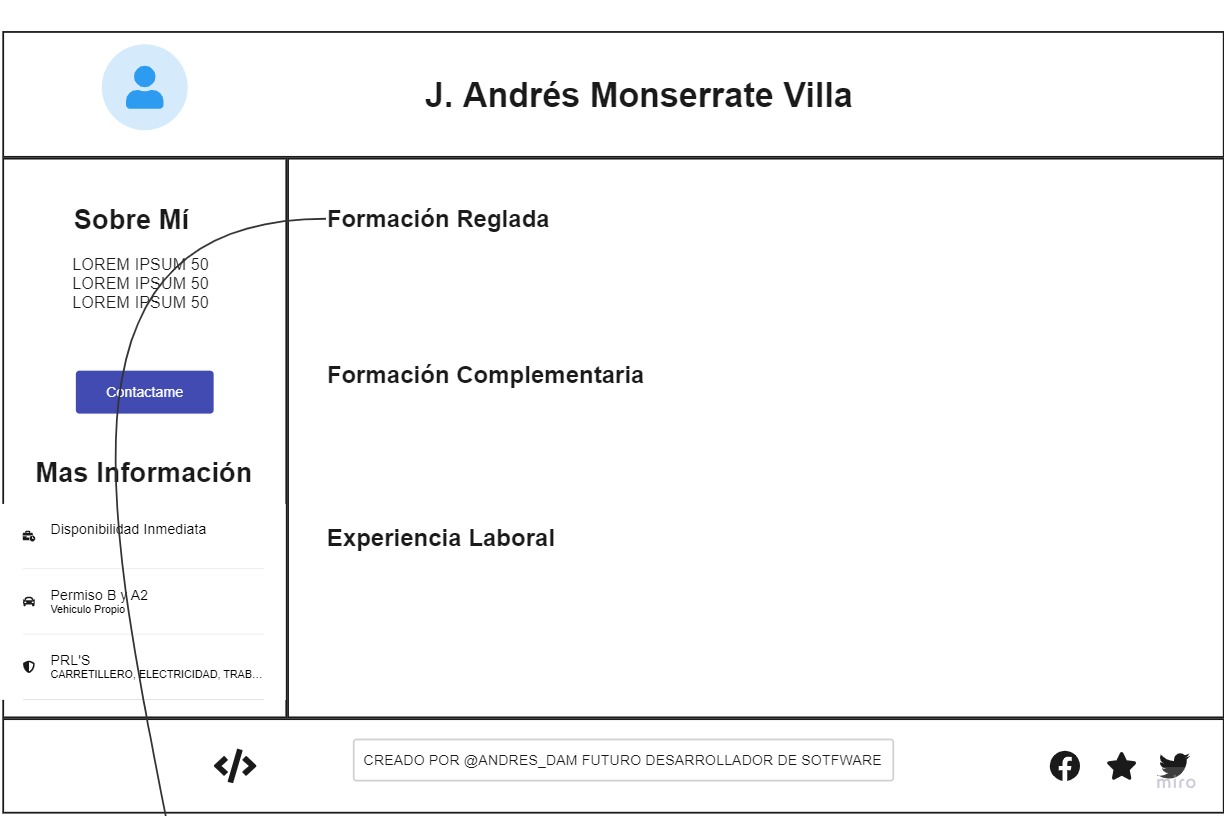 J. Andrés Monserrate Villa
Sobre Mí
LOREM IPSUM 50
LOREM IPSUM 50
LOREM IPSUM 50
Contactame
Mas Información
Disponibilidad Inmediata
Permiso B y A2
Vehiculo Propio
PRL'S
CARRETILLERO, ELECTRICIDAD, TRAB...
Formación Reglada
Formación Complementaria
Experiencia Laboral
CREADO POR @ANDRES_DAM FUTURO DESARROLLADOR DE SOTFWARE
miro